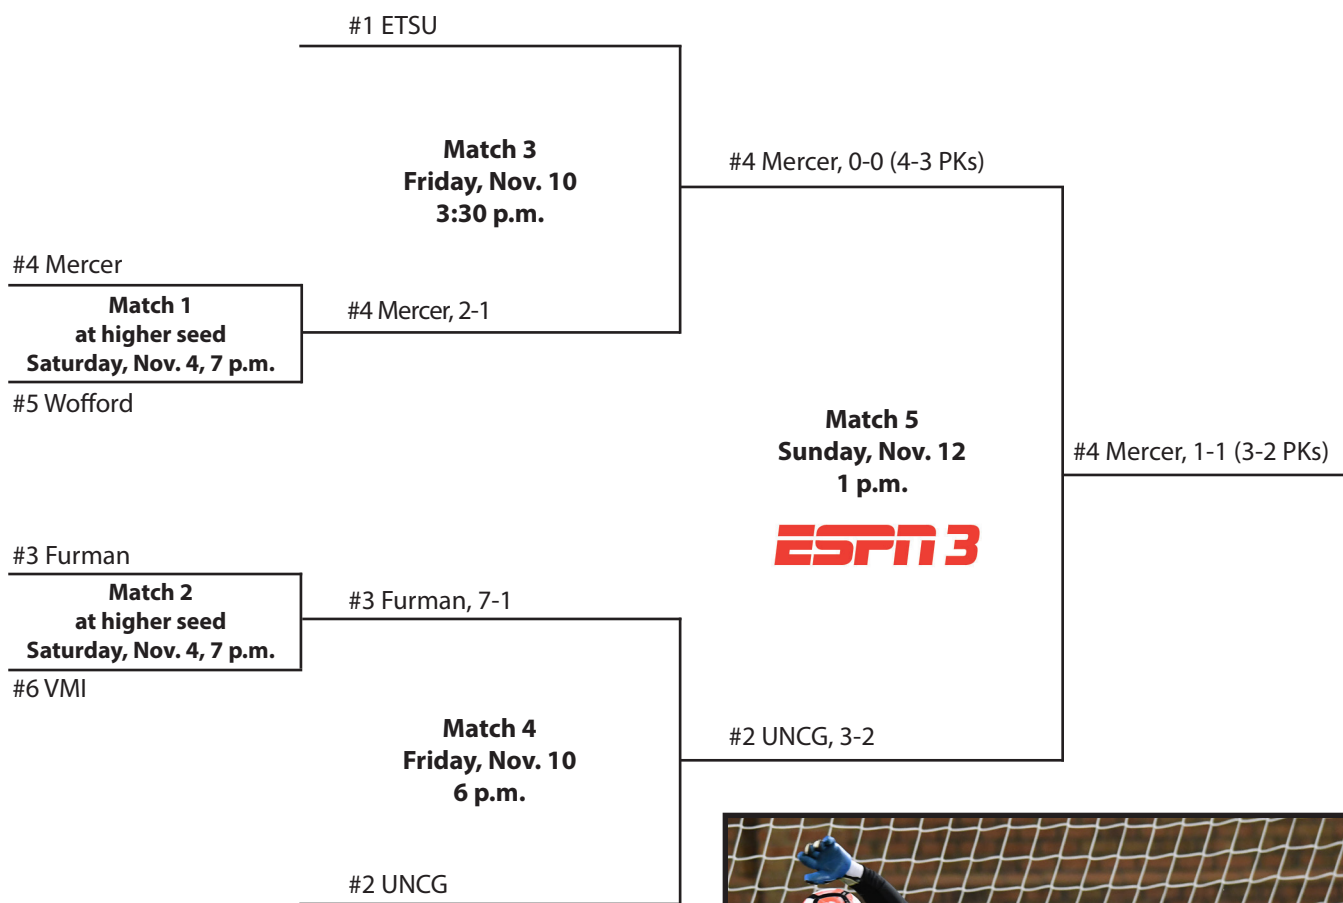 #1 ETSU
Match 3
Friday, Nov. 10
3:30 p.m.
#4 Mercer, 0-0 (4-3 PKs)
#4 Mercer
Match 1
at higher seed
Saturday, Nov. 4, 7 p.m.
#4 Mercer, 2-1
#5 Wofford
Match 5
Sunday, Nov. 12
1 p.m.
ESPN 3
#4 Mercer, 1-1 (3-2 PKs)
#3 Furman
Match 2
at higher seed
Saturday, Nov. 4, 7 p.m.
#3 Furman, 7-1
#6 VMI
Match 4
Friday, Nov. 10
6 p.m.
#2 UNCG, 3-2
#2 UNCG